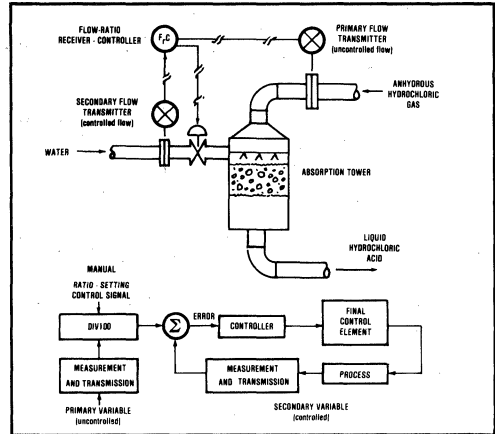 FLOW-RATIO
RECEIVER - CONTROLLER
FrC
PRIMARY FLOW
TRANSMITTER
(uncontrolled flow)
SECONDARY FLOW
TRANSMITTER
(controlled flow)
ANHYDROUS
HYDROCHLORIC
GAS
WATER
ABSORPTION TOWER
LIQUID
HYDROCHLORIC
ACID
MANUAL
RATIO - SETTING
CONTROL SIGNAL
DIVIDO
Σ
ERROR
CONTROLLER
FINAL
CONTROL
ELEMENT
MEASUREMENT
AND TRANSMISSION
MEASUREMENT
AND TRANSMISSION
PROCESS
PRIMARY VARIABLE
(uncontrolled)
SECONDARY VARIABLE
(controlled)